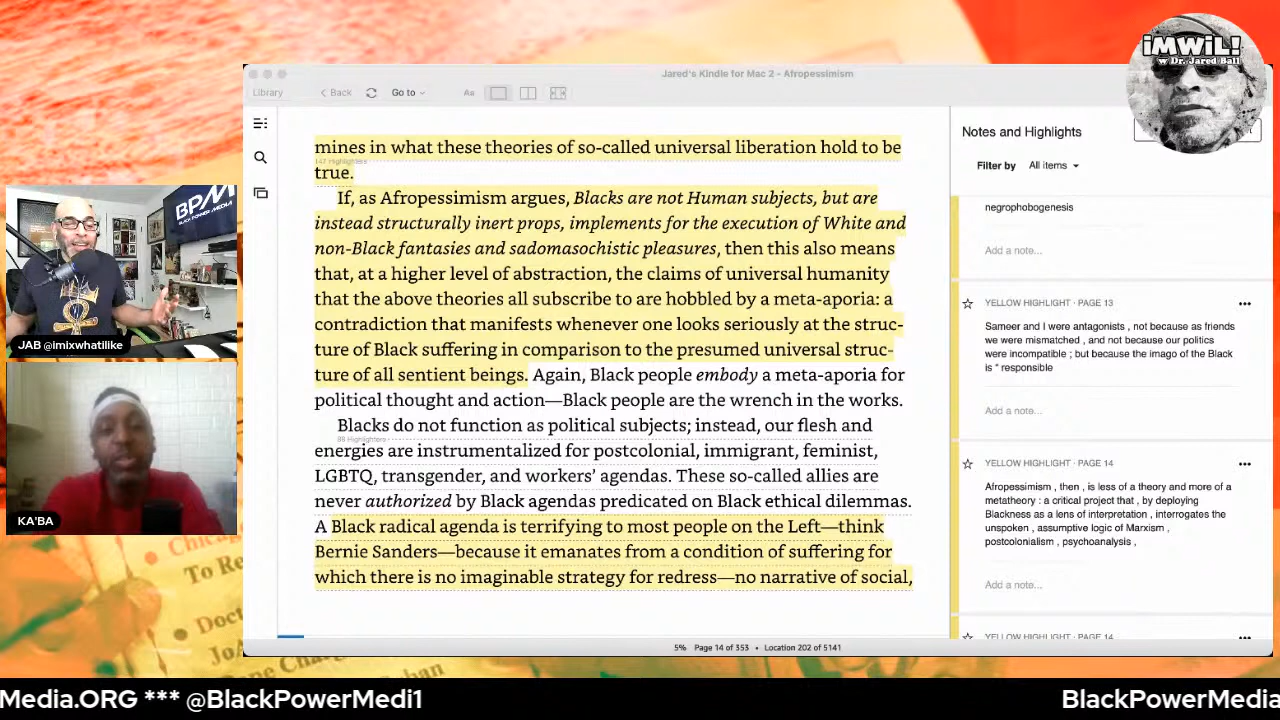 iMWiL!
w Dr. Jared Ball
Jared's Kindle for Mac 2 - Afropessimism
Library
Back
Go to
Aa
mines in what these theories of so-called universal liberation hold to be
147 Highlighters
true.
If, as Afropessimism argues, Blacks are not Human subjects, but are
instead structurally inert props, implements for the execution of White and
non-Black fantasies and sadomasochistic pleasures, then this also means
that, at a higher level of abstraction, the claims of universal humanity
that the above theories all subscribe to are hobbled by a meta-aporia: a
contradiction that manifests whenever one looks seriously at the struc-
ture of Black suffering in comparison to the presumed universal struc-
ture of all sentient beings. Again, Black people embody a meta-aporia for
political thought and action—Black people are the wrench in the works.
Blacks do not function as political subjects; instead, our flesh and
88 Highlighters
energies are instrumentalized for postcolonial, immigrant, feminist,
LGBTQ, transgender, and workers' agendas. These so-called allies are
never authorized by Black agendas predicated on Black ethical dilemmas.
A Black radical agenda is terrifying to most people on the Left—think
Bernie Sanders—because it emanates from a condition of suffering for
which there is no imaginable strategy for redress—no narrative of social,
5% Page 14 of 353 • Location 202 of 5141
Notes and Highlights
Filter by All items
negrophobogenesis
Add a note...
YELLOW HIGHLIGHT · PAGE 13
Sameer and I were antagonists , not because as friends
we were mismatched , and not because our politics
were incompatible ; but because the imago of the Black
is “ responsible
Add a note...
YELLOW HIGHLIGHT · PAGE 14
Afropessimism , then , is less of a theory and more of a
metatheory : a critical project that , by deploying
Blackness as a lens of interpretation , interrogates the
unspoken , assumptive logic of Marxism ,
postcolonialism , psychoanalysis ,
Add a note...
YELLOW HIGHLIGHT · PAGE 14
BPM
BLACK POWER MEDIA
JAB @imixwhatilike
KA'BA
To Re
Doct
Media.ORG *** @BlackPowerMedi1
BlackPowerMedia